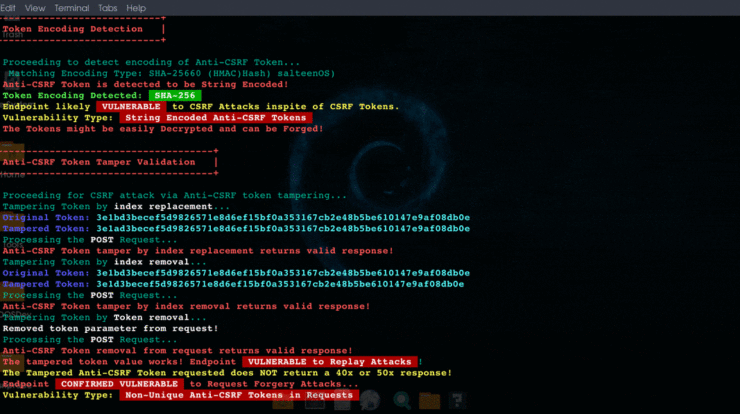 Edit View Terminal Tabs Help
Token Encoding Detection |
Proceeding to detect encoding of Anti-CSRF Token...
Matching Encoding Type: SHA-25660 (HMAC)Hash) salteenOS)
Anti-CSRF Token is detected to be String Encoded!
Token Encoding Detected: SHA-256
Endpoint likely VULNERABLE to CSRF Attacks inspite of CSRF Tokens.
Vulnerability Type: String Encoded Anti-CSRF Tokens
The Tokens might be easily Decrypted and can be Forged!
---------------------------------------+
Anti-CSRF Token Tamper Validation |
---------------------------------------+
Proceeding for CSRF attack via Anti-CSRF token tampering...
Tampering Token by index replacement...
Original Token: 3e1bd3becef5d9826571e8d6ef15bf0a353167cb2e48b5be610147e9af08db0e
Tampered Token: 3e1ad3becef5d9826571e8d6ef15bf0a353167cb2e48b5be610147e9af08db0e
Processing the POST Request...
Anti-CSRF Token tamper by index replacement returns valid response!
Tampering Token by index removal...
Original Token: 3e1bd3becef5d9826571e8d6ef15bf0a353167cb2e48b5be610147e9af08db0e
Tampered Token: 3e1d3becef5d9826571e8d6ef15bf0a353167cb2e48b5be610147e9af08db0e
Processing the POST Request...
Anti-CSRF Token tamper by index removal returns valid response!
Tampering Token by Token removal...
Removed token parameter from request!
Processing the POST Request...
Anti-CSRF Token removal from request returns valid response!
The tampered token value works! Endpoint VULNERABLE to Replay Attacks !
The Tampered Anti-CSRF Token requested does NOT return a 40x or 50x response!
Endpoint CONFIRMED VULNERABLE to Request Forgery Attacks...
Vulnerability Type: Non-Unique Anti-CSRF Tokens in Requests